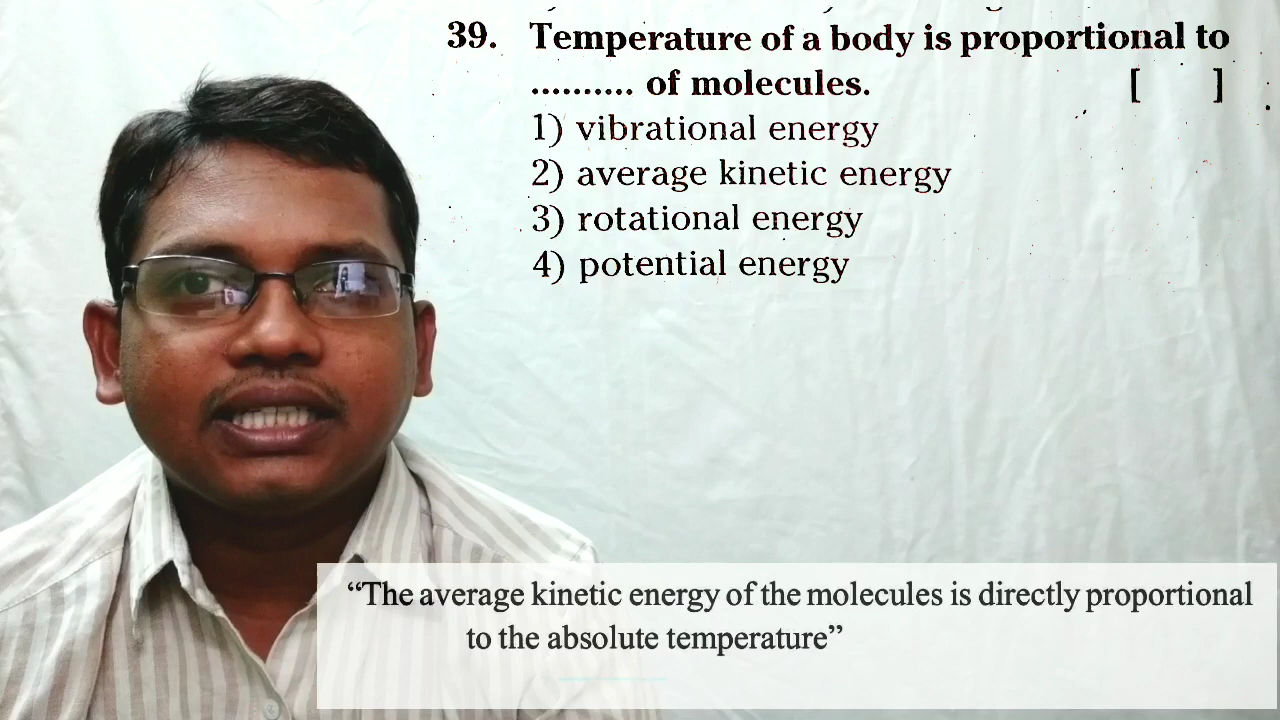 39. Temperature of a body is proportional to
.......... of molecules. [ ]
1) vibrational energy
2) average kinetic energy
3) rotational energy
4) potential energy
“The average kinetic energy of the molecules is directly proportional
to the absolute temperature”